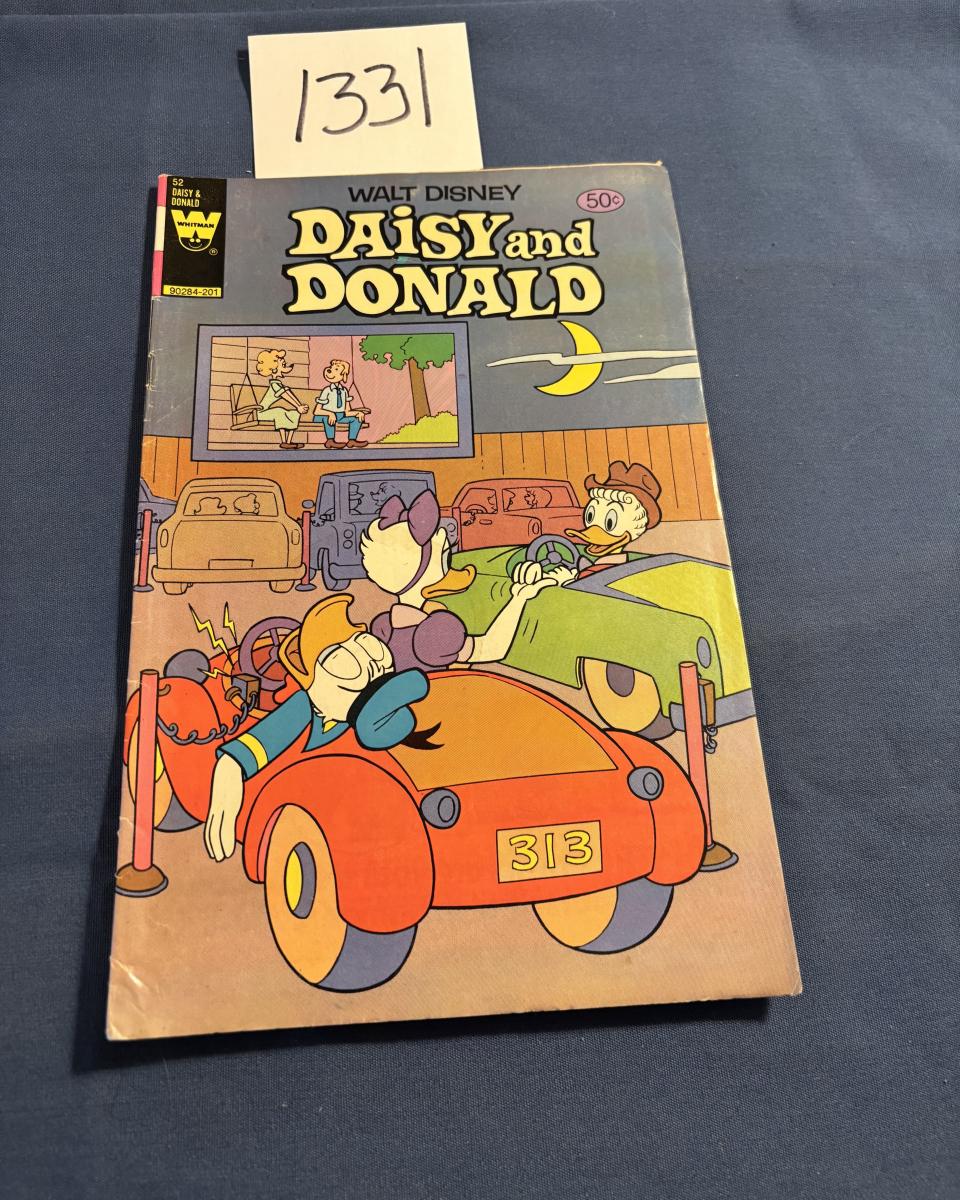 1331
52
DAISY &
DONALD
WHITMAN
®
90284-201
WALT DISNEY
50¢
DAiSY and
DONALD
313